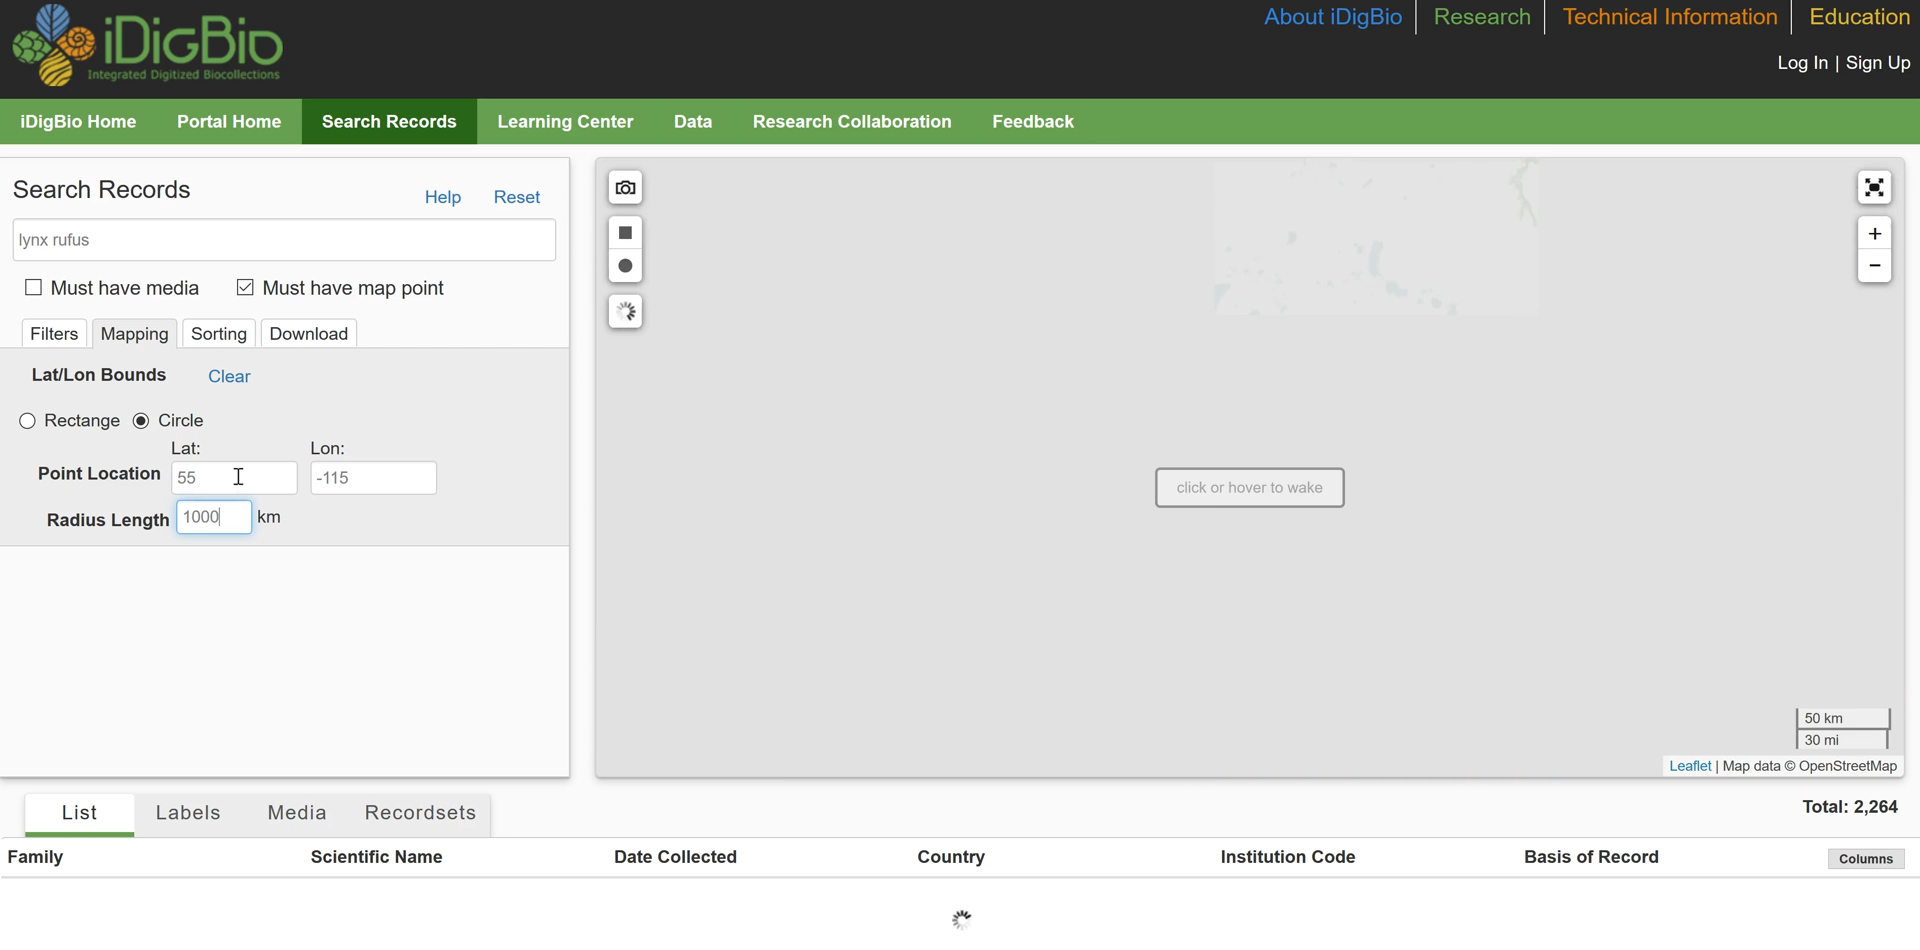 iDigBio
Integrated Digitized Biocollections
About iDigBio
Research
Technical Information
Education
Log In | Sign Up
iDigBio Home
Portal Home
Search Records
Learning Center
Data
Research Collaboration
Feedback
Search Records
Help
Reset
lynx rufus
Must have media
Must have map point
Filters
Mapping
Sorting
Download
Lat/Lon Bounds
Clear
Rectange
Circle
Lat:
Lon:
Point Location
55
-115
Radius Length
1000
km
+
−
click or hover to wake
50 km
30 mi
Leaflet | Map data © OpenStreetMap
List
Labels
Media
Recordsets
Total: 2,264
Family
Scientific Name
Date Collected
Country
Institution Code
Basis of Record
Columns